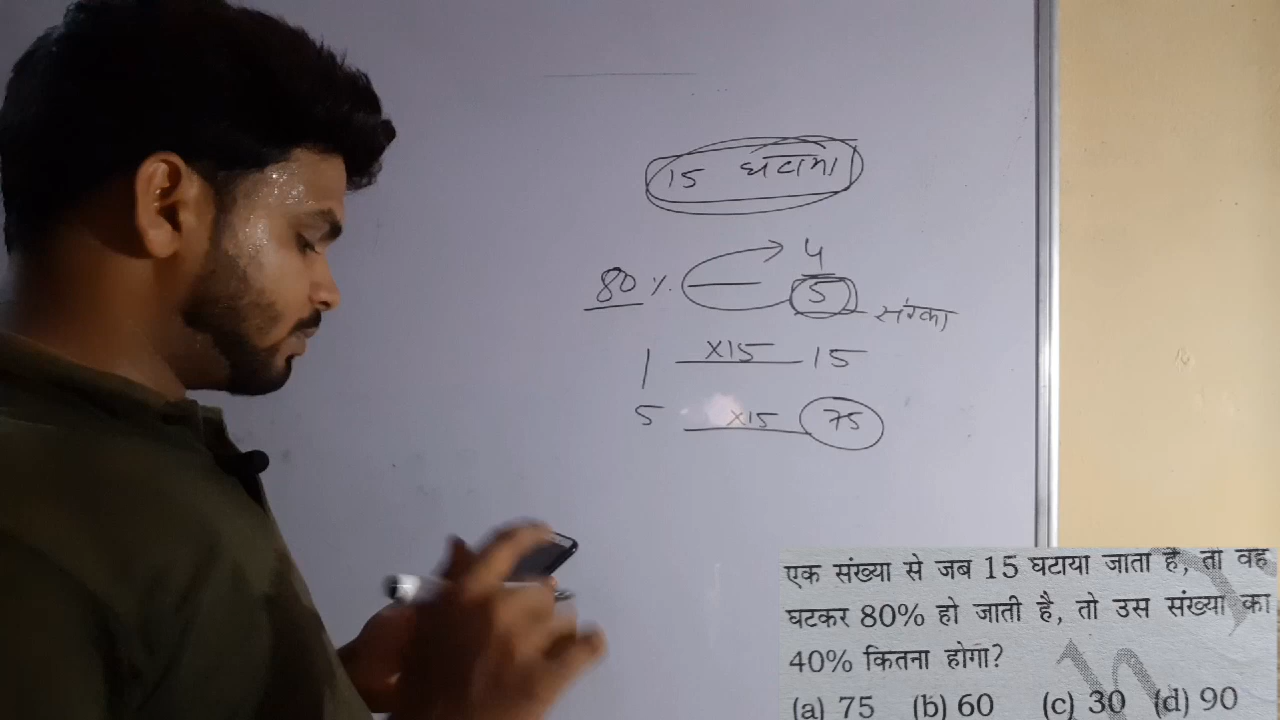 15 घटाया
80% 4
5 संख्या
1 ×15 15
5 ×15 75
एक संख्या से जब 15 घटाया जाता है, तो वह
घटकर 80% हो जाती है, तो उस संख्या का
40% कितना होगा?
(a) 75 (b) 60 (c) 30 (d) 90